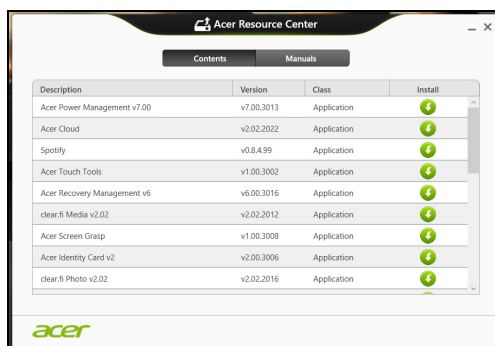 Acer Resource Center
Contents Manuals
Description Version Class Install
Acer Power Management v7.00 v7.00.3013 Application
Acer Cloud v2.02.2022 Application
Spotify v0.8.4.99 Application
Acer Touch Tools v1.00.3002 Application
Acer Recovery Management v6 v6.00.3016 Application
clear.fi Media v2.02 v2.02.2012 Application
Acer Screen Grasp v1.00.3008 Application
Acer Identity Card v2 v2.00.3006 Application
clear.fi Photo v2.02 v2.02.2016 Application
acer